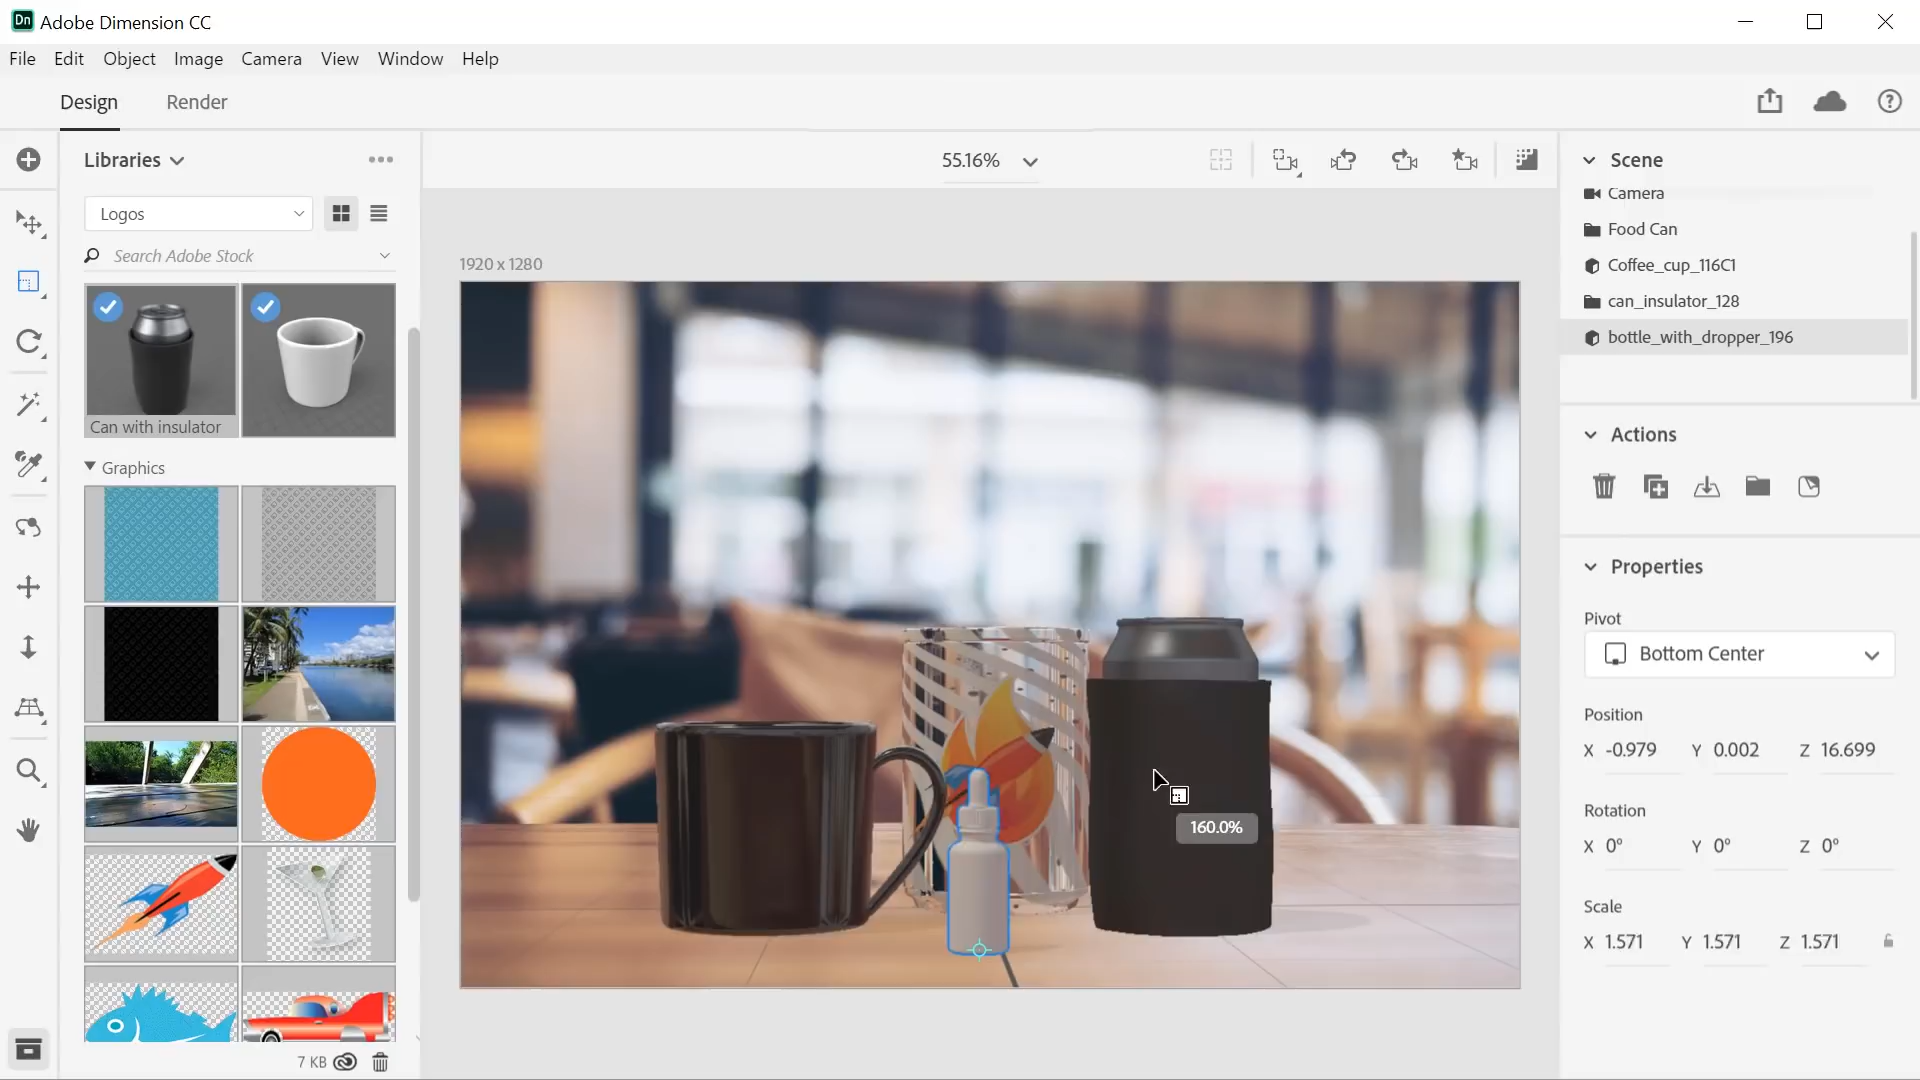 Dn Adobe Dimension CC
File Edit Object Image Camera View Window Help
Design Render
Libraries
55.16%
Scene
Logos
Search Adobe Stock
Camera
Food Can
Coffee_cup_116C1
can_insulator_128
bottle_with_dropper_196
1920 x 1280
Can with insulator
Graphics
Actions
Properties
Pivot
Bottom Center
Position
X -0.979 Y 0.002 Z 16.699
Rotation
X 0° Y 0° Z 0°
Scale
X 1.571 Y 1.571 Z 1.571
160.0%
7 KB